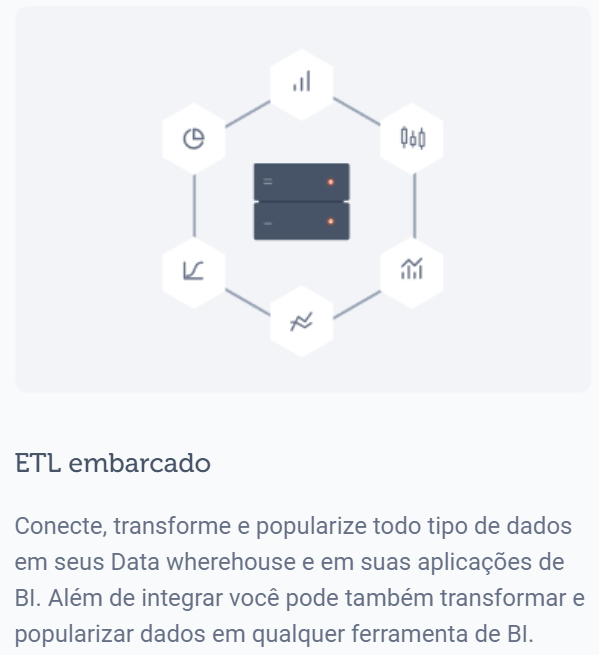 ETL embarcado
Conecte, transforme e popularize todo tipo de dados
em seus Data wherehouse e em suas aplicações de
BI. Além de integrar você pode também transformar e
popularizar dados em qualquer ferramenta de BI.